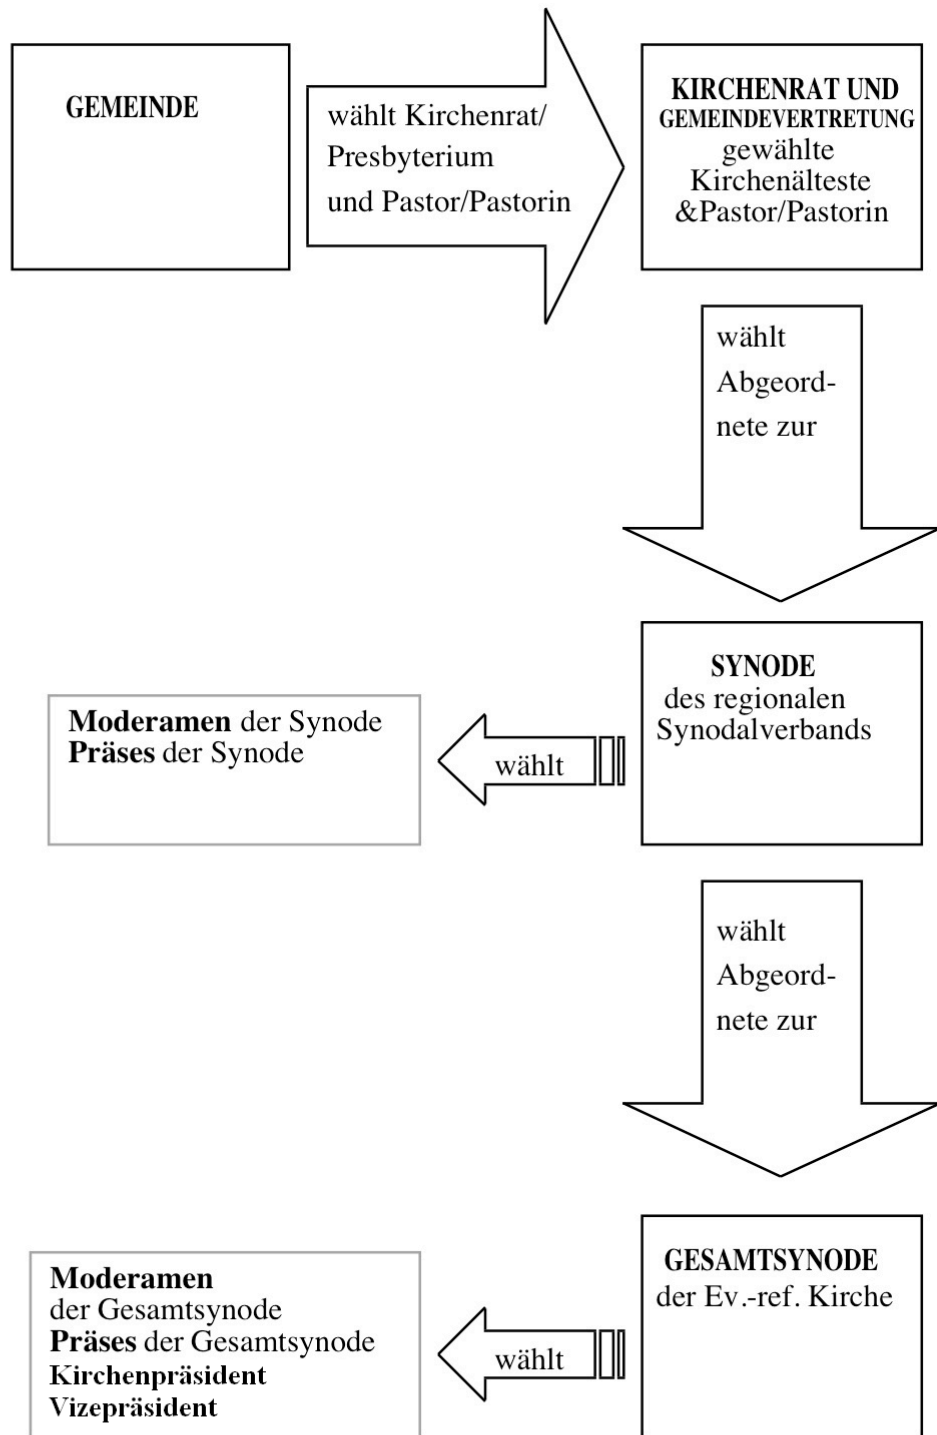 GEMEINDE
wählt Kirchenrat/
Presbyterium
und Pastor/Pastorin
KIRCHENRAT UND
GEMEINDEVERTRETUNG
gewählte
Kirchenälteste
&Pastor/Pastorin
wählt
Abgeord-
nete zur
SYNODE
des regionalen
Synodalverbands
wählt
Moderamen der Synode
Präses der Synode
wählt
Abgeord-
nete zur
GESAMTSYNODE
der Ev.-ref. Kirche
wählt
Moderamen
der Gesamtsynode
Präses der Gesamtsynode
Kirchenpräsident
Vizepräsident